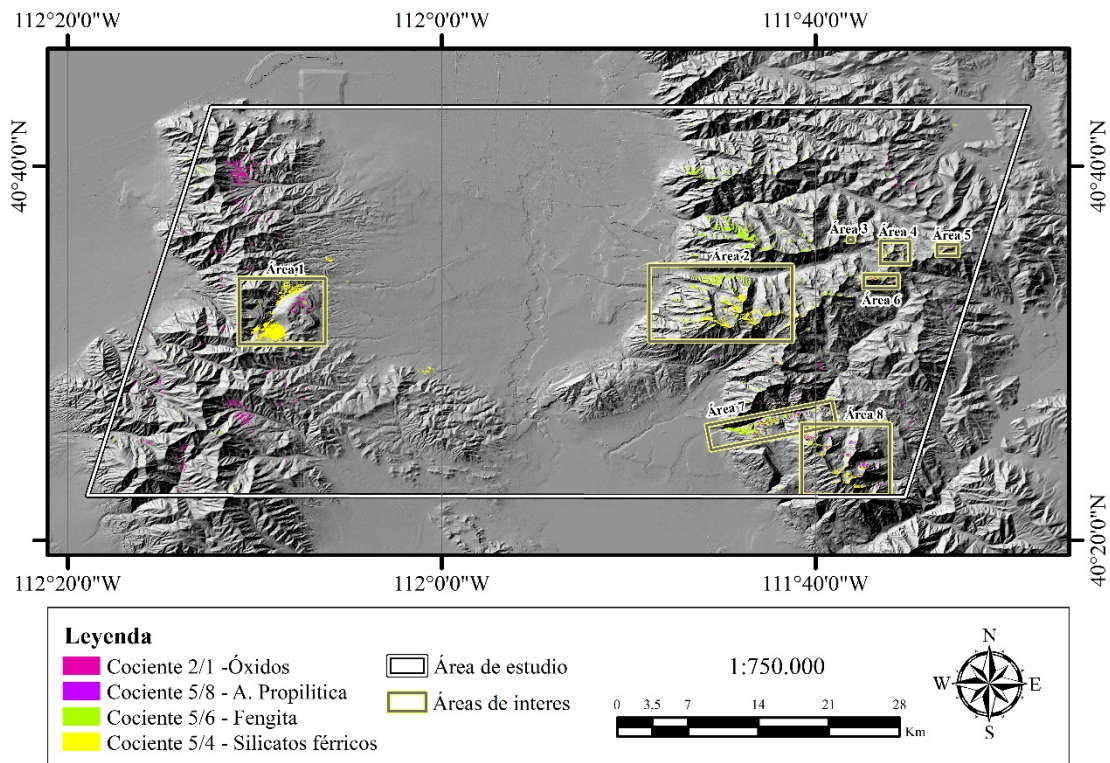 112°20'0"W 112°0'0"W 111°40'0"W
40°40'0"N
40°40'0"N
Área 1
Área 2
Área 3
Área 4
Área 5
Área 6
Área 7
Área 8
40°20'0"N
112°20'0"W 112°0'0"W 111°40'0"W
Leyenda
Cociente 2/1 -Óxidos
Cociente 5/8 - A. Propilitica
Cociente 5/6 - Fengita
Cociente 5/4 - Silicatos férricos
Área de estudio
Áreas de interes
1:750.000
0 3,5 7 14 21 28
Km
N
W E
S